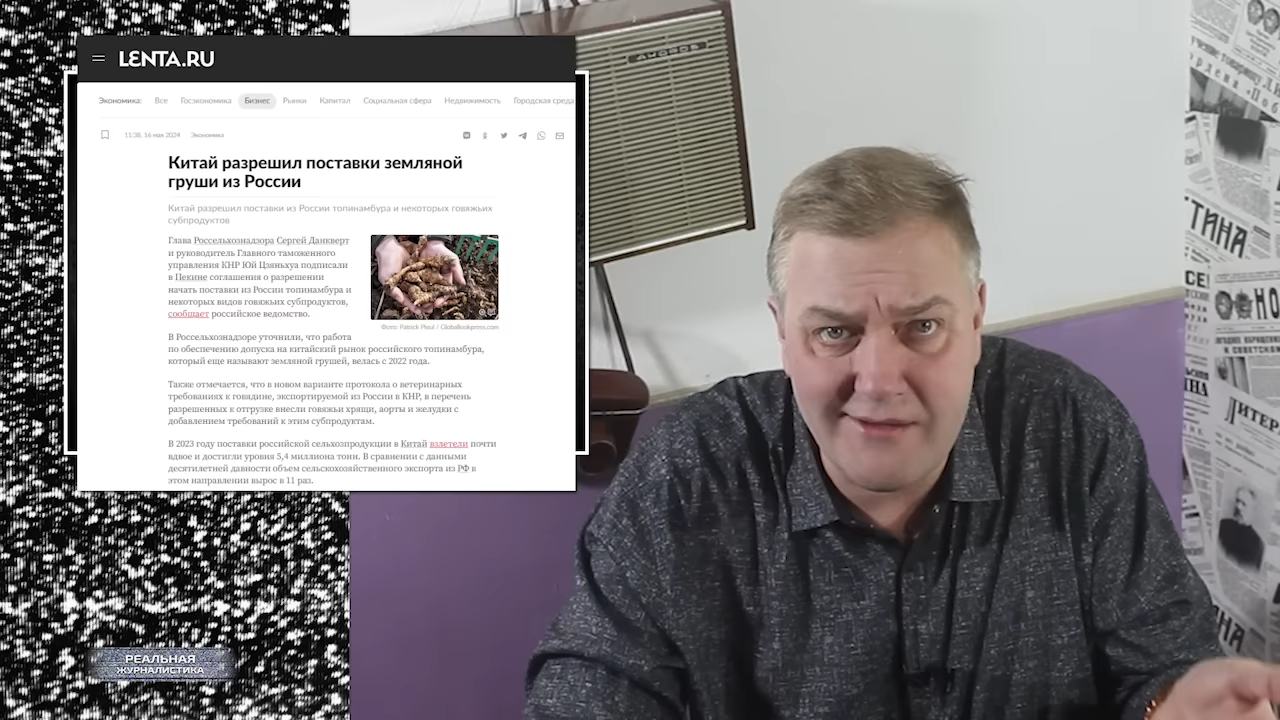 LENTA.RU
Экономика: Все Госэкономика Бизнес Рынки Капитал Социальная сфера Недвижимость Городская среда
11:38, 16 мая 2024 Экономика
Китай разрешил поставки земляной
груши из России
Китай разрешил поставки из России топинамбура и некоторых говяжьих
субпродуктов
Глава Россельхознадзора Сергей Данкверт
и руководитель Главного таможенного
управления КНР Юй Цзяньхуа подписали
в Пекине соглашения о разрешении
начать поставки из России топинамбура и
некоторых видов говяжьих субпродуктов,
сообщает российское ведомство.
Фото: Patrick Pleul / Globallookpress.com
В Россельхознадзоре уточнили, что работа
по обеспечению допуска на китайский рынок российского топинамбура,
который еще называют земляной грушей, велась с 2022 года.
Также отмечается, что в новом варианте протокола о ветеринарных
требованиях к говядине, экспортируемой из России в КНР, в перечень
разрешенных к отгрузке внесли говяжьи хрящи, аорты и желудки с
добавлением требований к этим субпродуктам.
В 2023 году поставки российской сельхозпродукции в Китай взлетели почти
вдвое и достигли уровня 5,4 миллиона тонн. В сравнении с данными
десятилетней давности объем сельскохозяйственного экспорта из РФ в
этом направлении вырос в 11 раз.
РЕАЛЬНАЯ
ЖУРНАЛИСТИКА